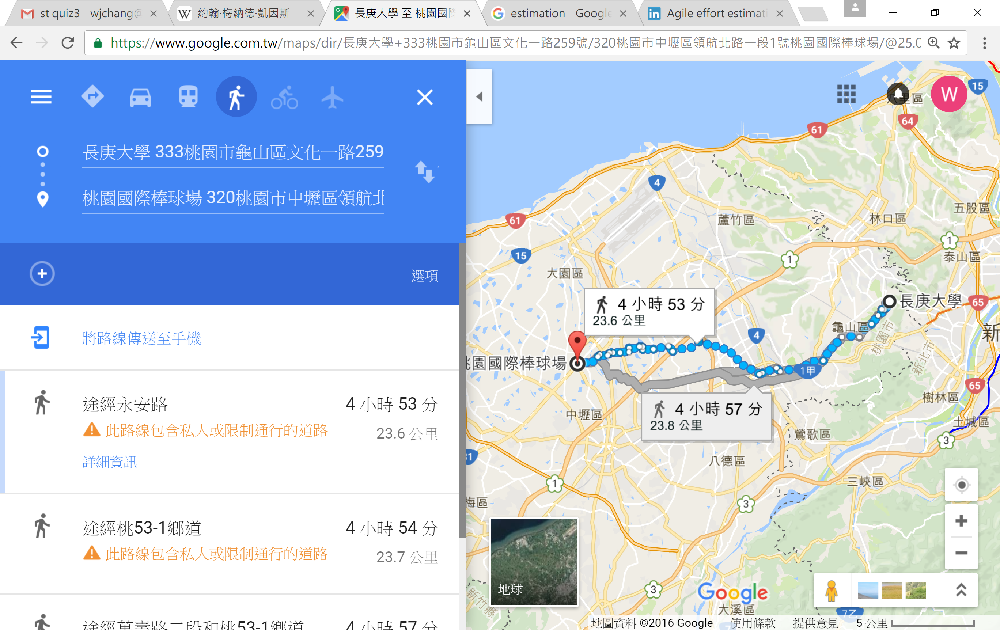 st quiz3 - wjchang@
約翰·梅納德·凱因斯 -
長庚大學 至 桃園國際
estimation - Google
Agile effort estimati
https://www.google.com.tw/maps/dir/長庚大學+333桃園市龜山區文化一路259號/320桃園市中壢區領航北路一段1號桃園國際棒球場/@25.0
長庚大學 333桃園市龜山區文化一路259
桃園國際棒球場 320桃園市中壢區領航北
選項
將路線傳送至手機
途經永安路
4 小時 53 分
此路線包含私人或限制通行的道路
23.6 公里
詳細資訊
途經桃53-1鄉道
4 小時 54 分
此路線包含私人或限制通行的道路
23.7 公里
途經萬壽路二段和桃53-1鄉道
4 小時 57 分
W
15
八里區
64
61
4
61
蘆竹區
林口區
五股區
1
泰山區
15
1
大園區
4 小時 53 分
23.6 公里
長庚大學
65
龜山區
新
4
桃園市
新北市
桃園國際棒球場
1甲
65
樹林區
中壢區
4 小時 57 分
23.8 公里
土城區
鶯歌區
3
31
八德區
1
三峽區
梅區
3
地球
3
Google
新竹縣
大溪區
7乙
地圖資料 ©2016 Google
使用條款
提供意見
5 公里